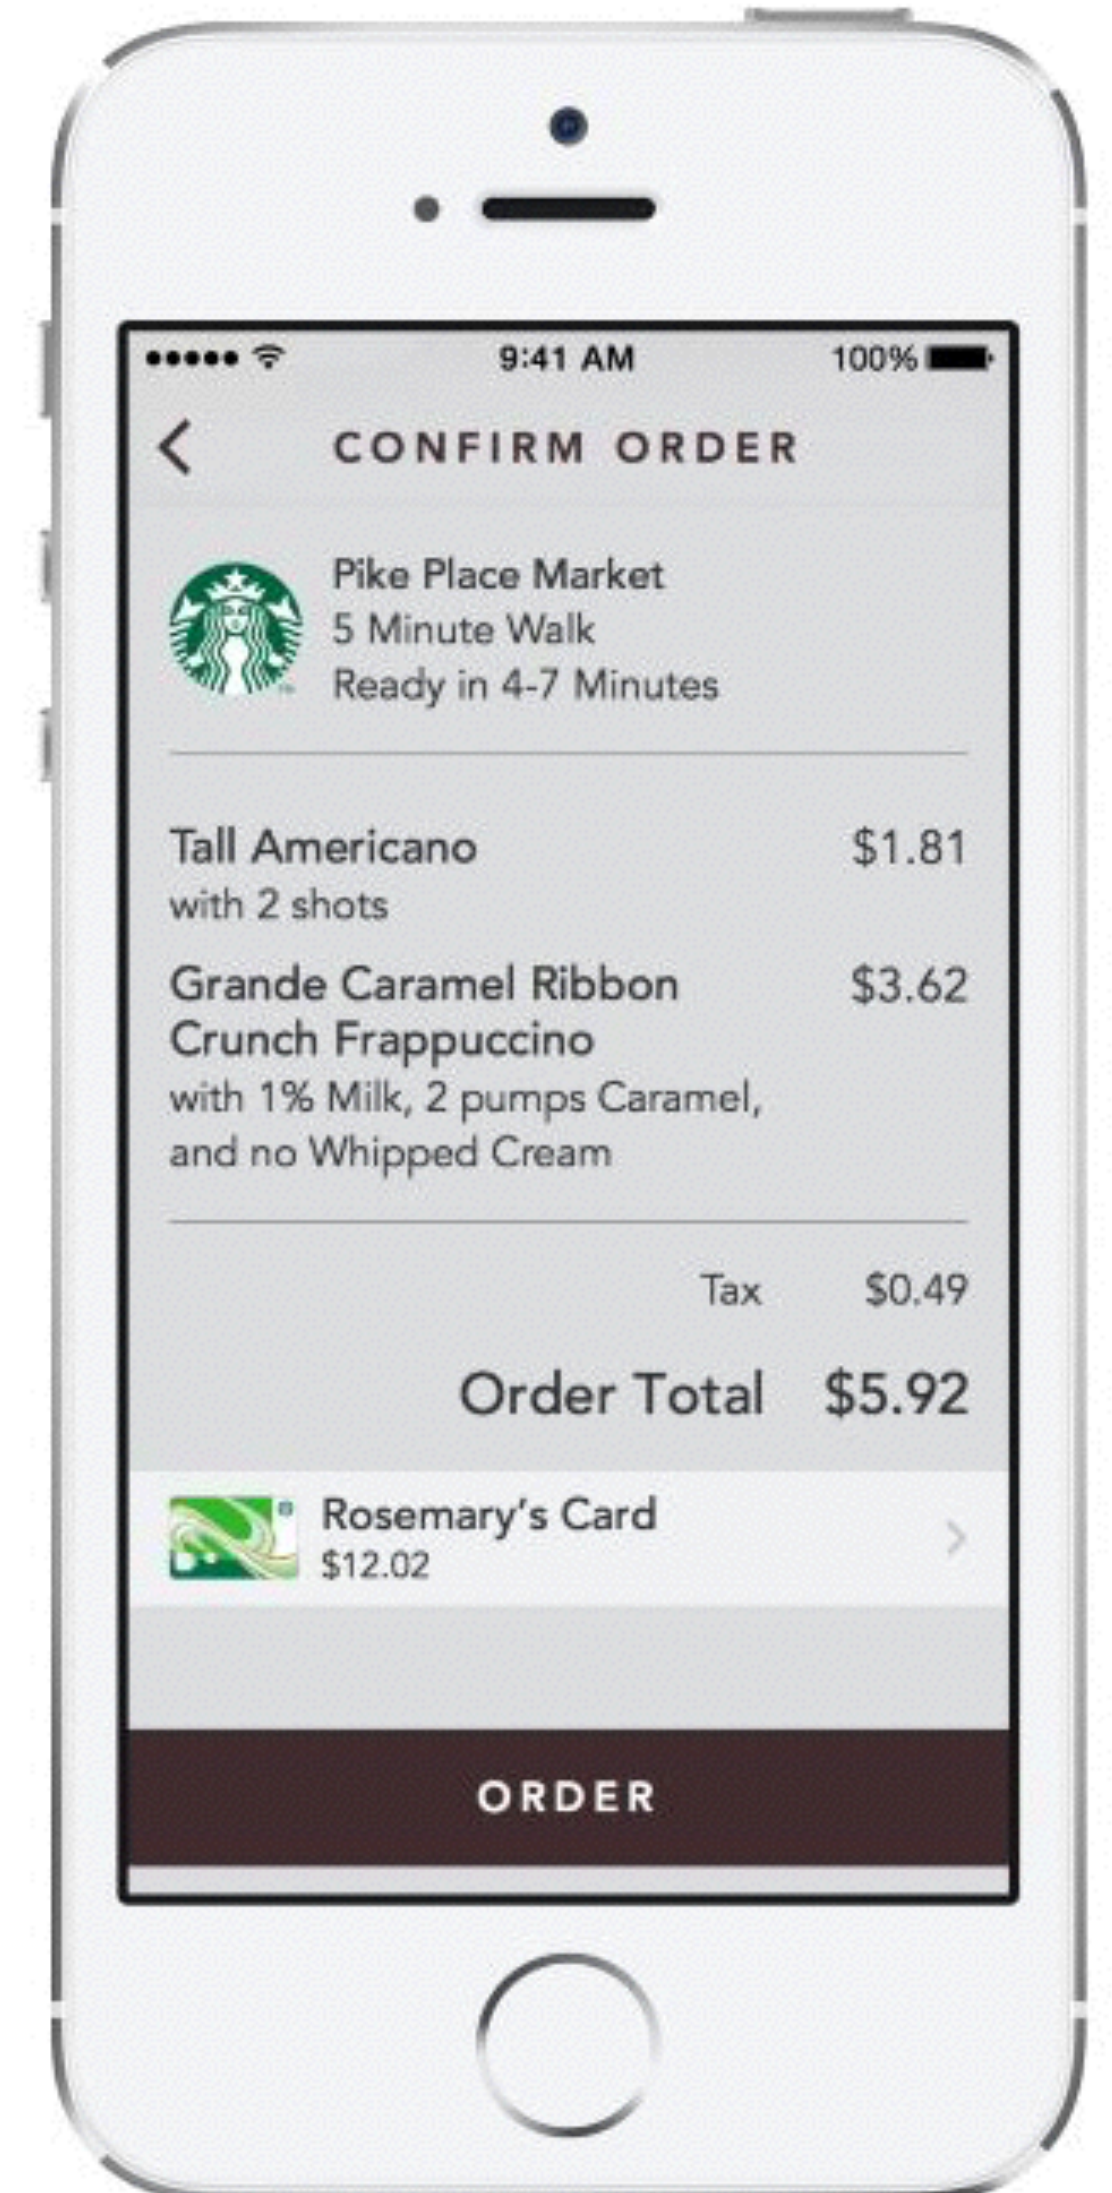 9:41 AM 100%
CONFIRM ORDER
Pike Place Market
5 Minute Walk
Ready in 4-7 Minutes
Tall Americano $1.81
with 2 shots
Grande Caramel Ribbon $3.62
Crunch Frappuccino
with 1% Milk, 2 pumps Caramel,
and no Whipped Cream
Tax $0.49
Order Total $5.92
Rosemary's Card
$12.02
ORDER